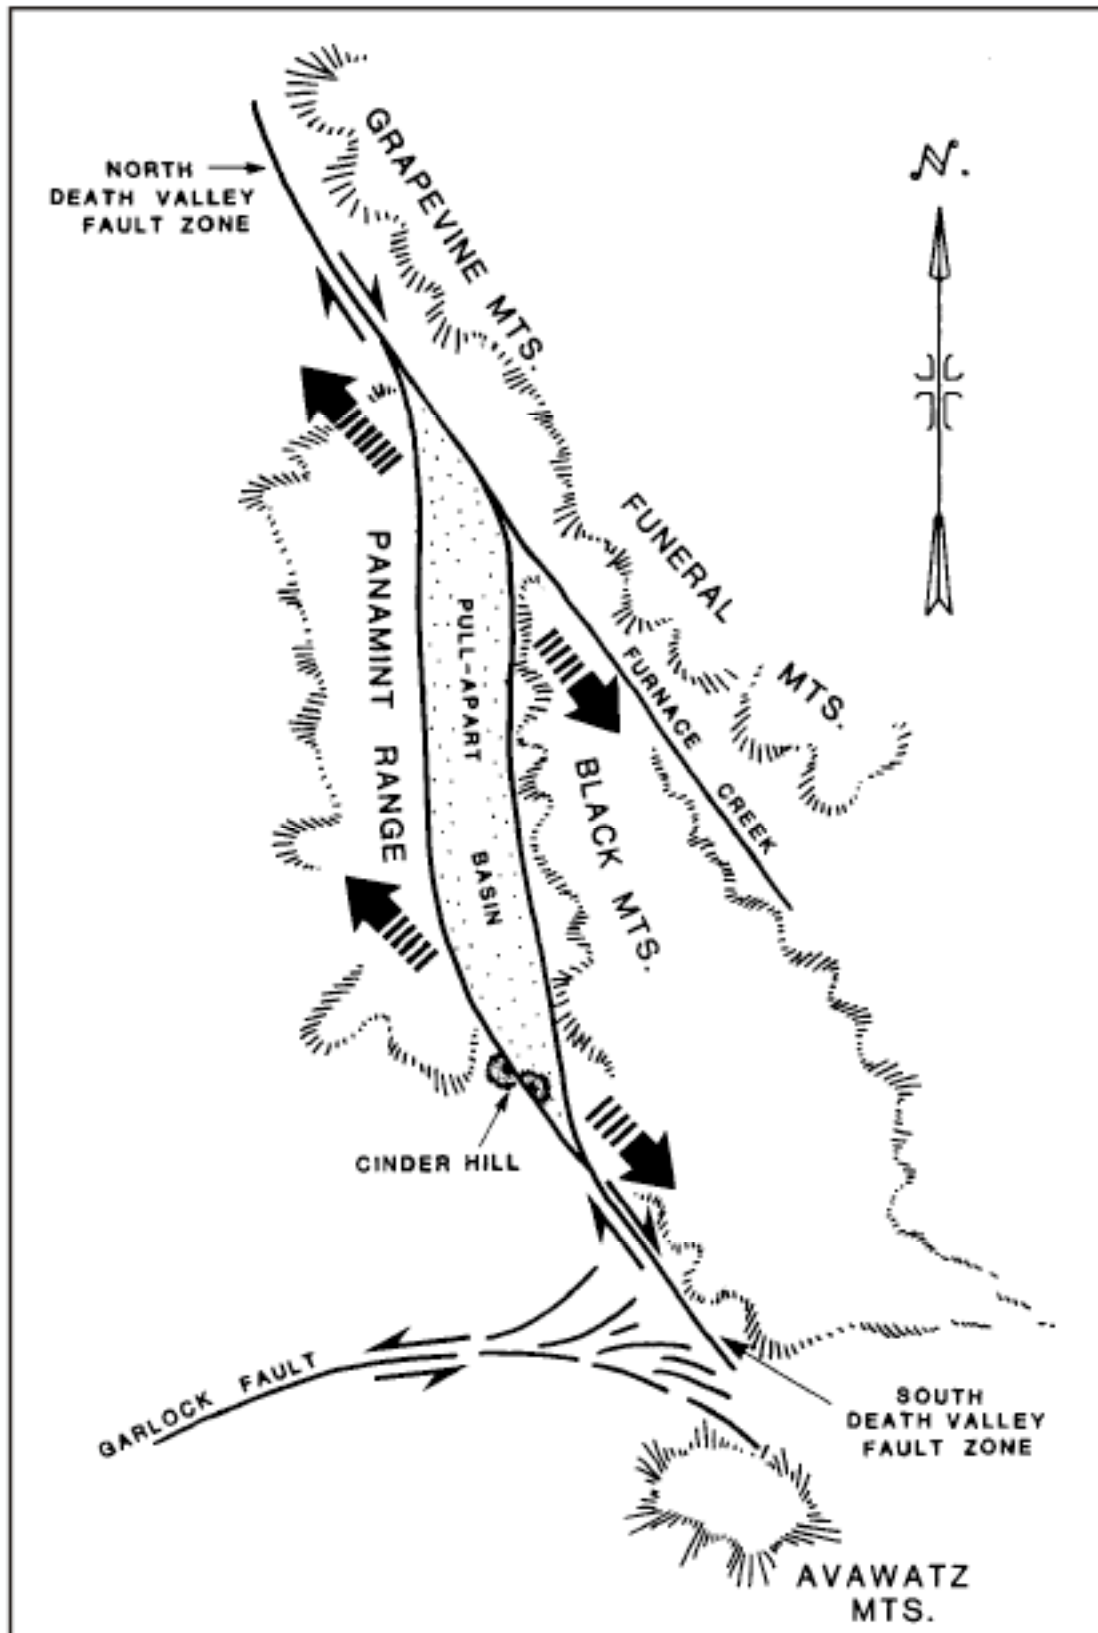 N.
GRAPEVINE MTS.
NORTH
DEATH VALLEY
FAULT ZONE
FUNERAL
MTS.
PANAMINT RANGE
PULL-APART
BASIN
FURNACE CREEK
BLACK MTS.
CINDER HILL
GARLOCK FAULT
SOUTH
DEATH VALLEY
FAULT ZONE
AVAWATZ
MTS.